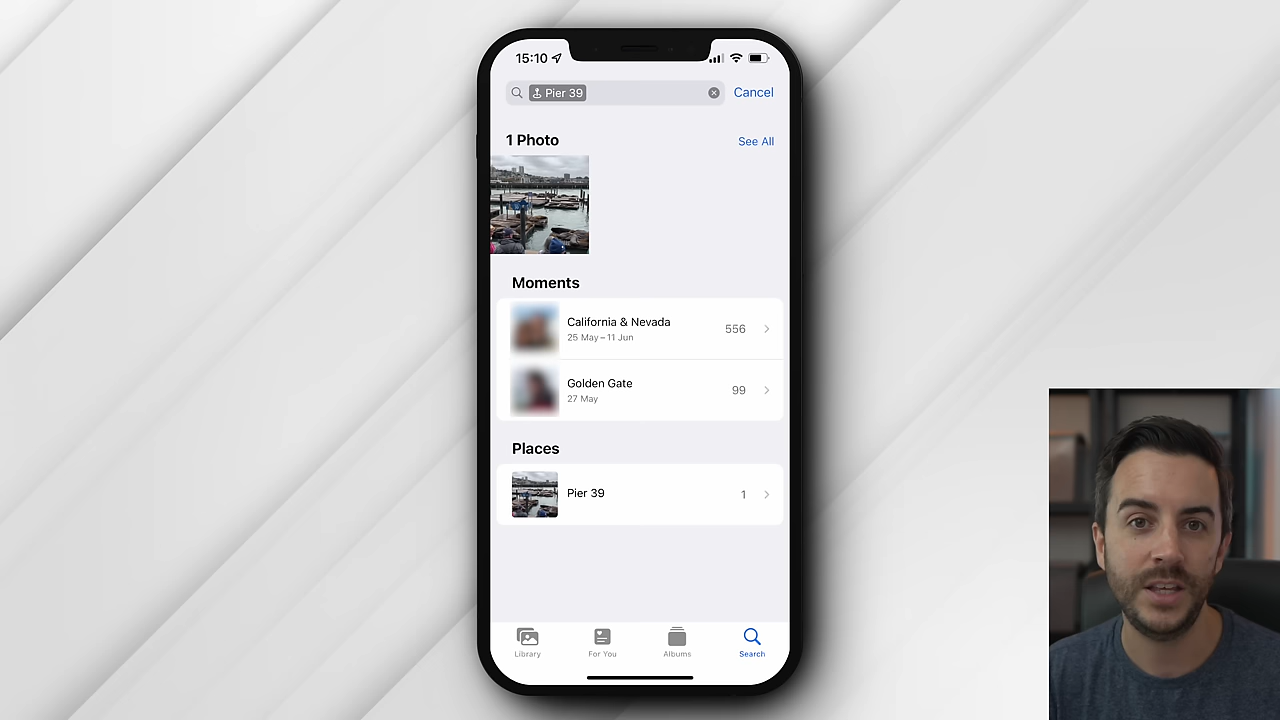 15:10
Pier 39
Cancel
1 Photo
See All
Moments
California & Nevada
556
25 May – 11 Jun
Golden Gate
99
27 May
Places
Pier 39
1
Library
For You
Albums
Search